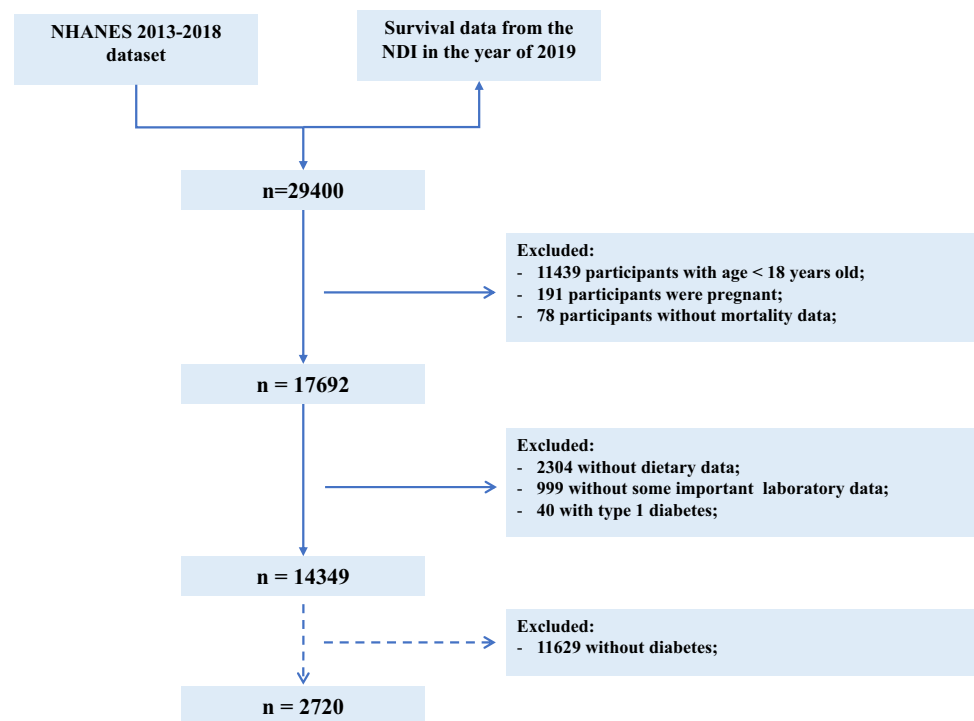 NHANES 2013-2018
dataset
Survival data from the
NDI in the year of 2019
n=29400
Excluded:
- 11439 participants with age < 18 years old;
- 191 participants were pregnant;
- 78 participants without mortality data;
n = 17692
Excluded:
- 2304 without dietary data;
- 999 without some important laboratory data;
- 40 with type 1 diabetes;
n = 14349
Excluded:
- 11629 without diabetes;
n = 2720